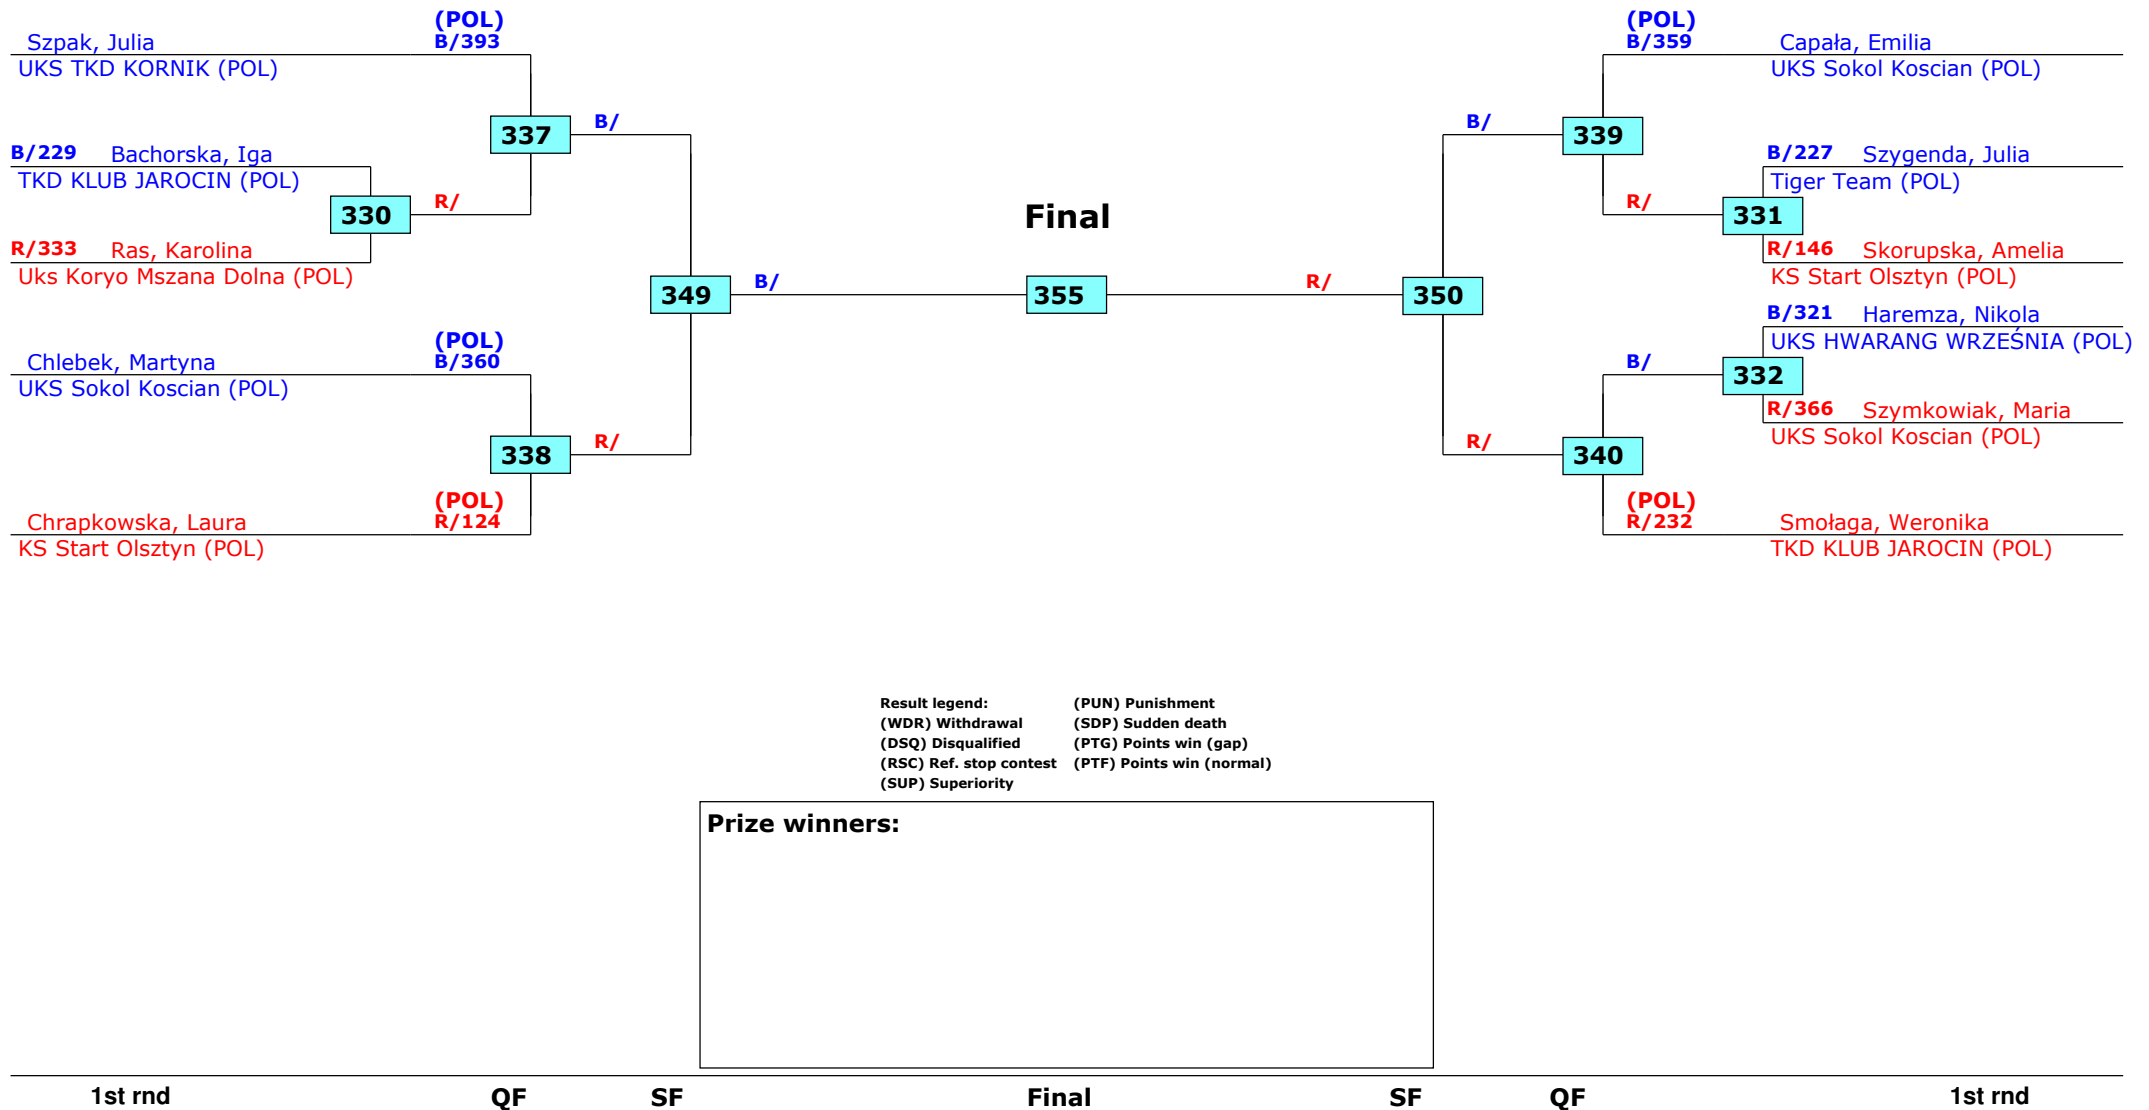 (POL)
Szpak, Julia B/393
UKS TKD KORNIK (POL)
337
B/
B/229 Bachorska, Iga
TKD KLUB JAROCIN (POL)
330
R/
R/333 Ras, Karolina
Uks Koryo Mszana Dolna (POL)
349
B/
(POL)
Chlebek, Martyna B/360
UKS Sokol Koscian (POL)
338
R/
(POL)
Chrapkowska, Laura R/124
KS Start Olsztyn (POL)
Final
355
(POL)
B/359 Capała, Emilia
UKS Sokol Koscian (POL)
B/
339
B/227 Szygenda, Julia
Tiger Team (POL)
R/
331
R/146 Skorupska, Amelia
KS Start Olsztyn (POL)
R/
350
B/321 Haremza, Nikola
UKS HWARANG WRZEŚNIA (POL)
B/
332
R/366 Szymkowiak, Maria
UKS Sokol Koscian (POL)
R/
340
(POL)
R/232 Smołaga, Weronika
TKD KLUB JAROCIN (POL)
Result legend: (PUN) Punishment
(WDR) Withdrawal (SDP) Sudden death
(DSQ) Disqualified (PTG) Points win (gap)
(RSC) Ref. stop contest (PTF) Points win (normal)
(SUP) Superiority
Prize winners:
1st rnd QF SF Final SF QF 1st rnd